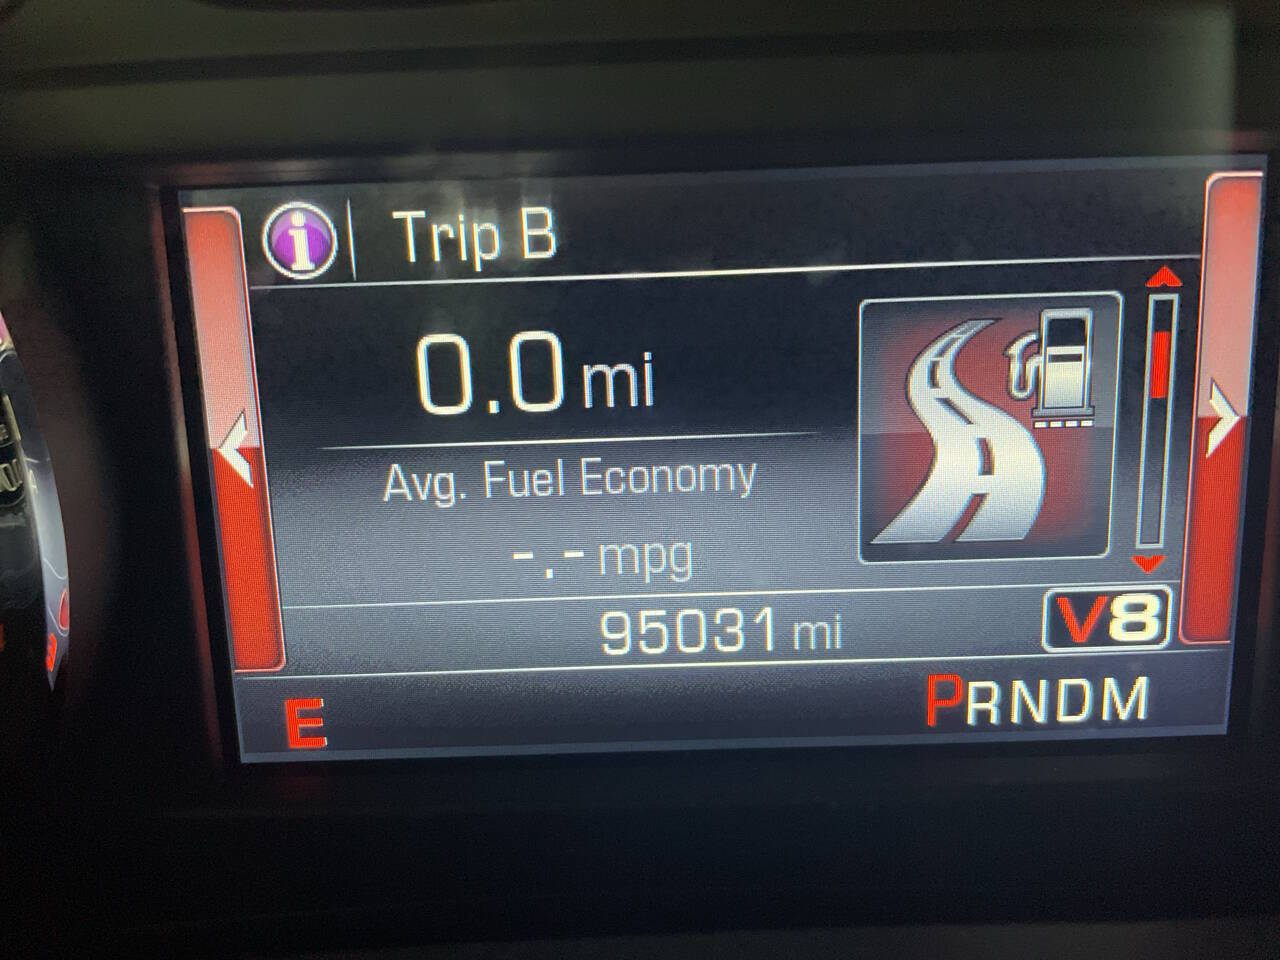 i Trip B
0.0 mi
Avg. Fuel Economy
-.- mpg
95031 mi
V8
E
PRNDM